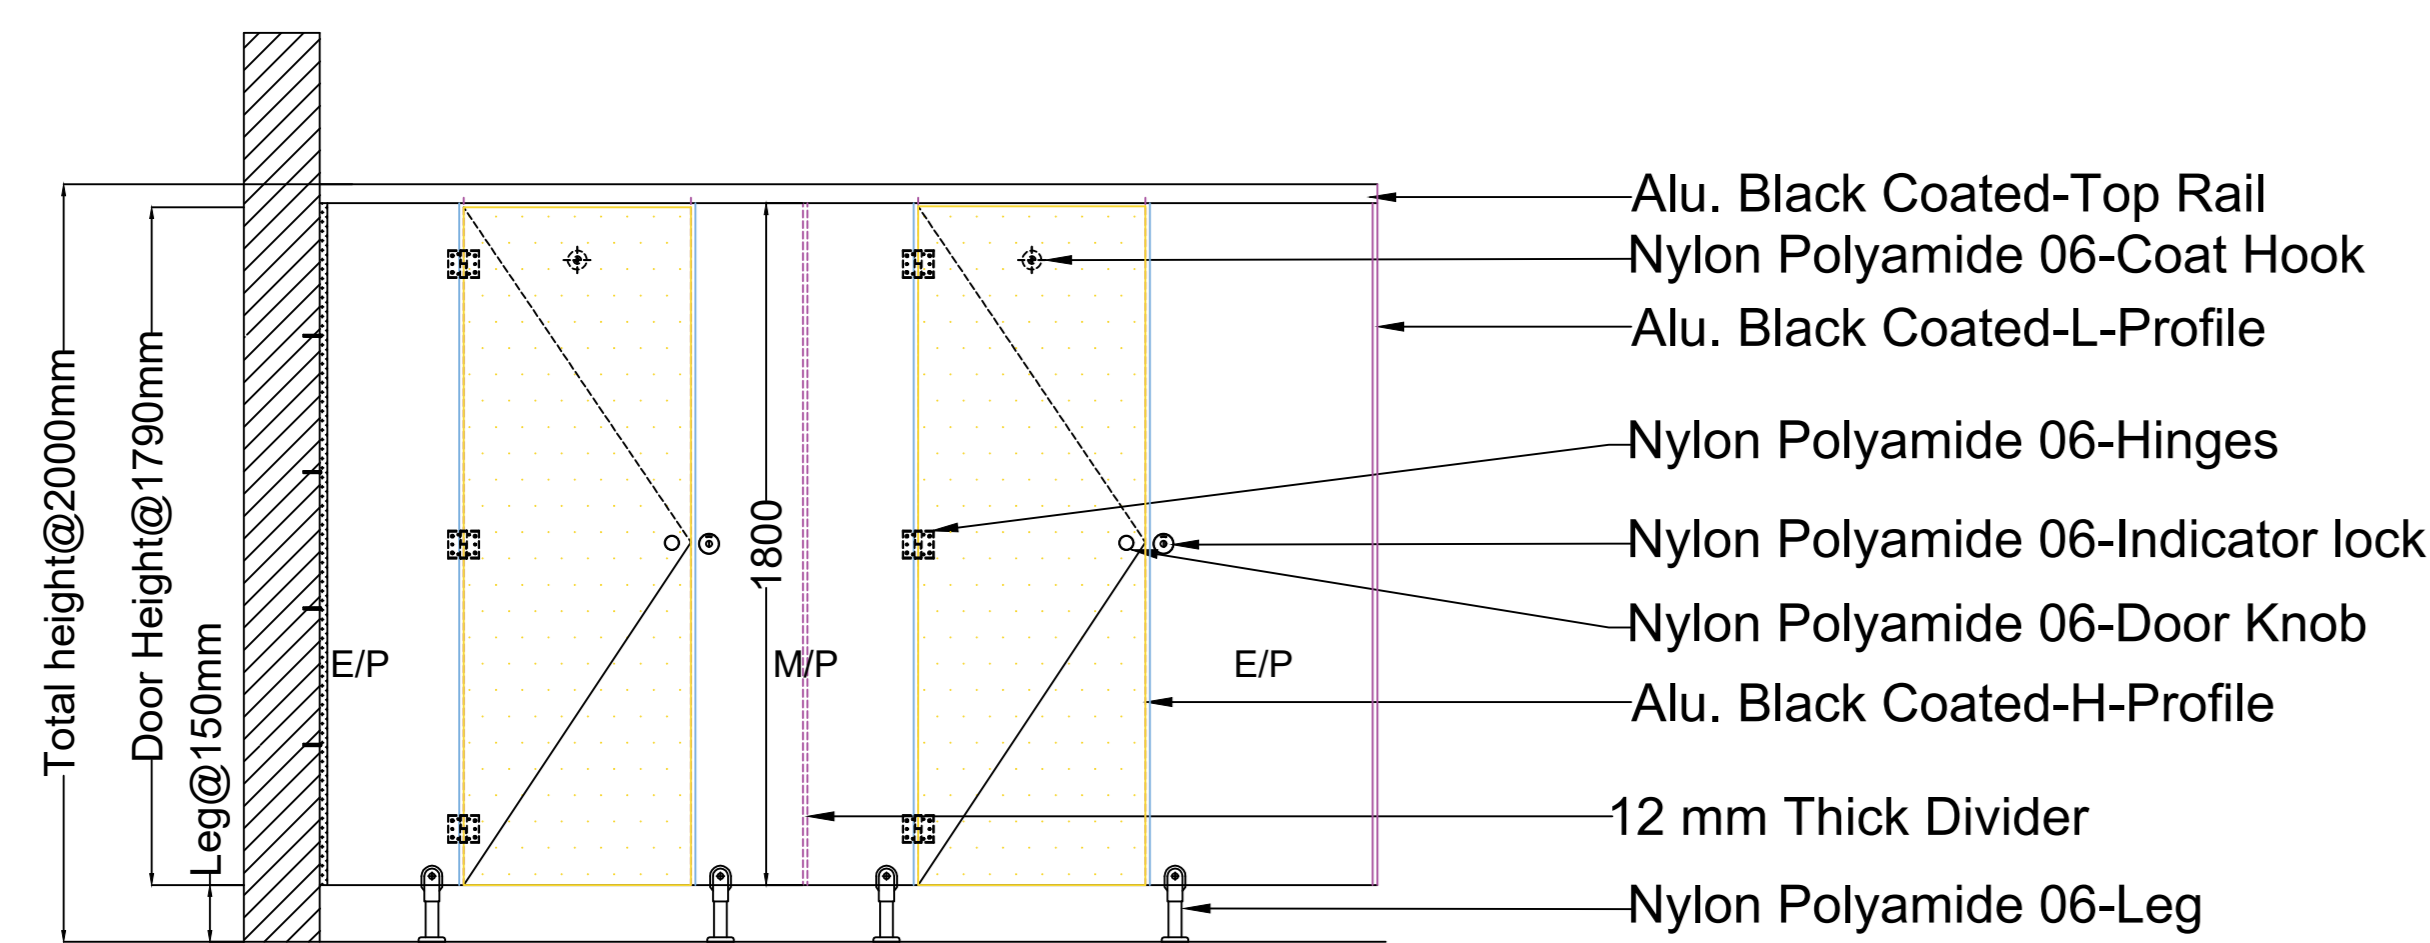 Total height@2000mm
Door Height@1790mm
Leg@150mm
E/P
1800
M/P
E/P
Alu. Black Coated-Top Rail
Nylon Polyamide 06-Coat Hook
Alu. Black Coated-L-Profile
Nylon Polyamide 06-Hinges
Nylon Polyamide 06-Indicator lock
Nylon Polyamide 06-Door Knob
Alu. Black Coated-H-Profile
12 mm Thick Divider
Nylon Polyamide 06-Leg